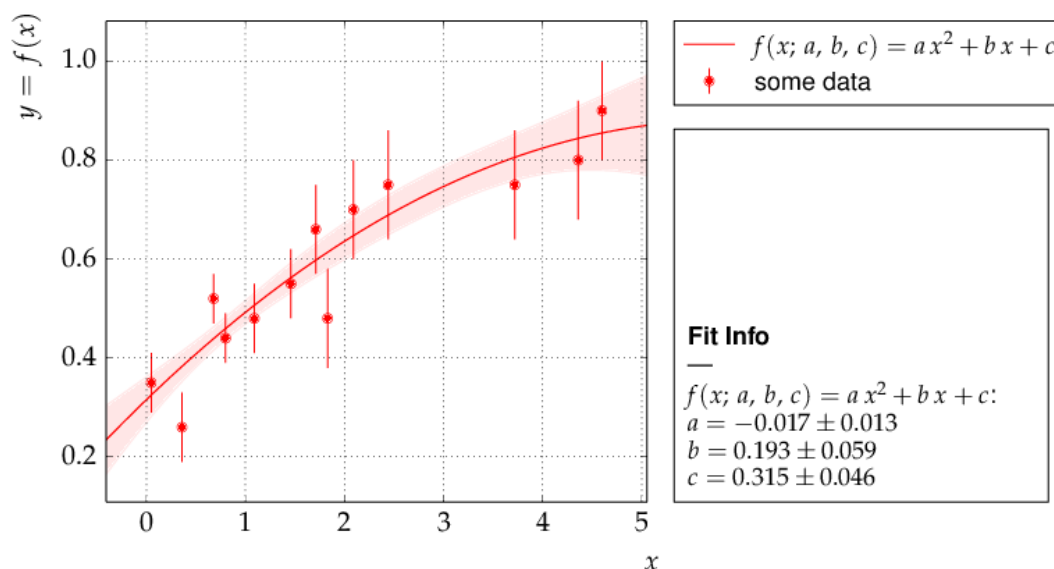 y = f(x)
1.0
0.8
0.6
0.4
0.2
0 1 2 3 4 5
x
f(x; a, b, c) = a x² + b x + c
some data
Fit Info
—
f(x; a, b, c) = a x² + b x + c:
a = −0.017 ± 0.013
b = 0.193 ± 0.059
c = 0.315 ± 0.046